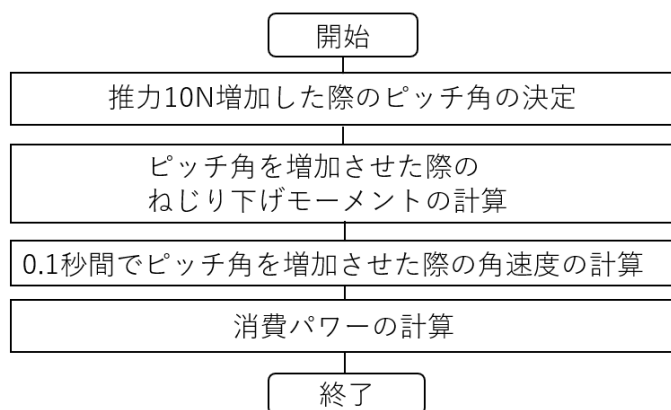 開始
推力10N増加した際のピッチ角の決定
ピッチ角を増加させた際の
ねじり下げモーメントの計算
0.1秒間でピッチ角を増加させた際の角速度の計算
消費パワーの計算
終了